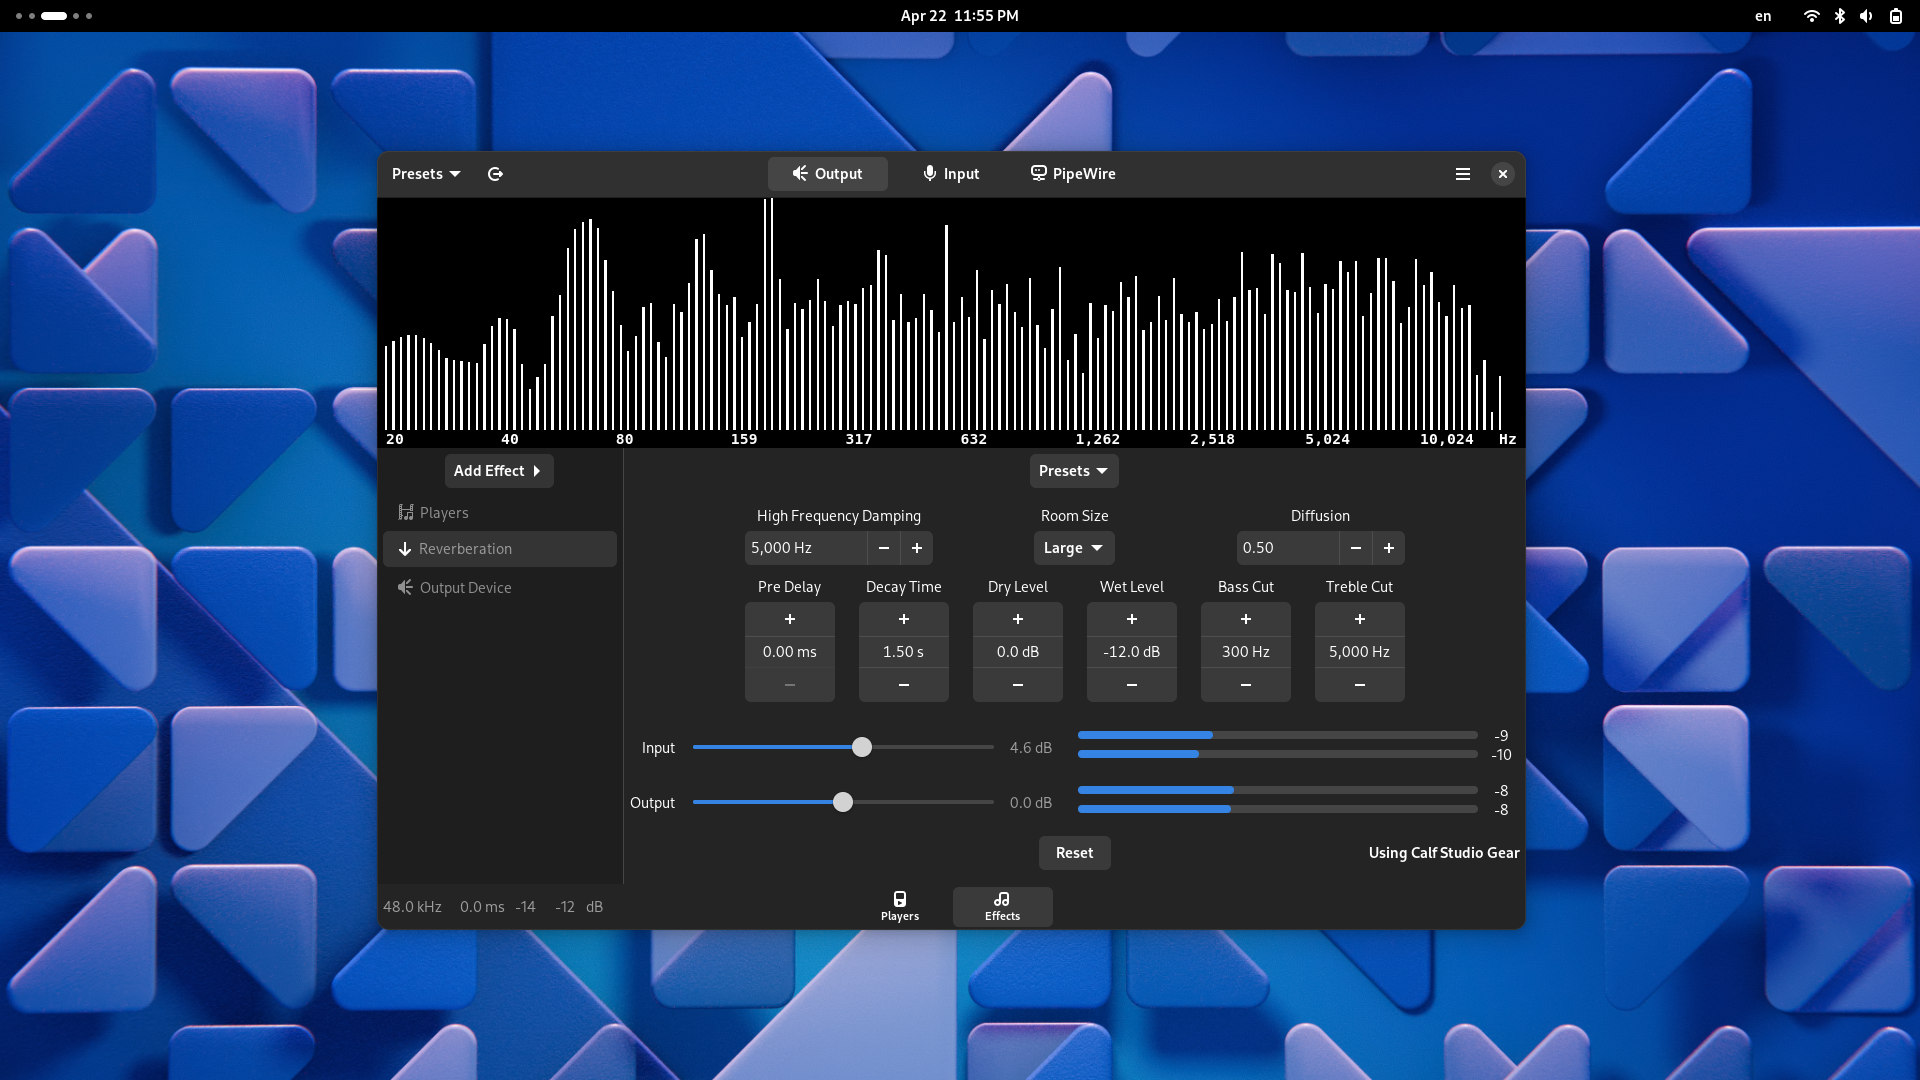 Apr 22 11:55 PM
en
Presets
Output
Input
PipeWire
20 40 80 159 317 632 1,262 2,518 5,024 10,024 Hz
Add Effect
Players
Reverberation
Output Device
Presets
High Frequency Damping
Room Size
Diffusion
5,000 Hz
Large
0.50
Pre Delay
Decay Time
Dry Level
Wet Level
Bass Cut
Treble Cut
0.00 ms
1.50 s
0.0 dB
-12.0 dB
300 Hz
5,000 Hz
Input
4.6 dB
-9
-10
Output
0.0 dB
-8
-8
Reset
Using Calf Studio Gear
48.0 kHz 0.0 ms -14 -12 dB
Players
Effects